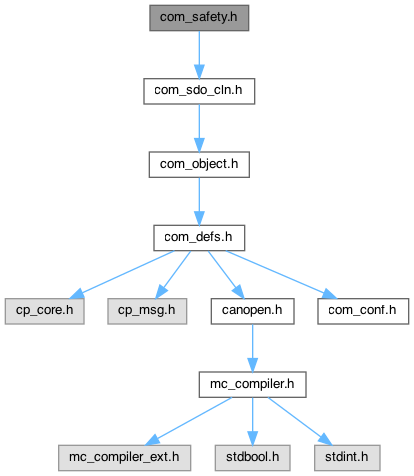 com_safety.h
com_sdo_cln.h
com_object.h
com_defs.h
cp_core.h
cp_msg.h
canopen.h
com_conf.h
mc_compiler.h
mc_compiler_ext.h
stdbool.h
stdint.h